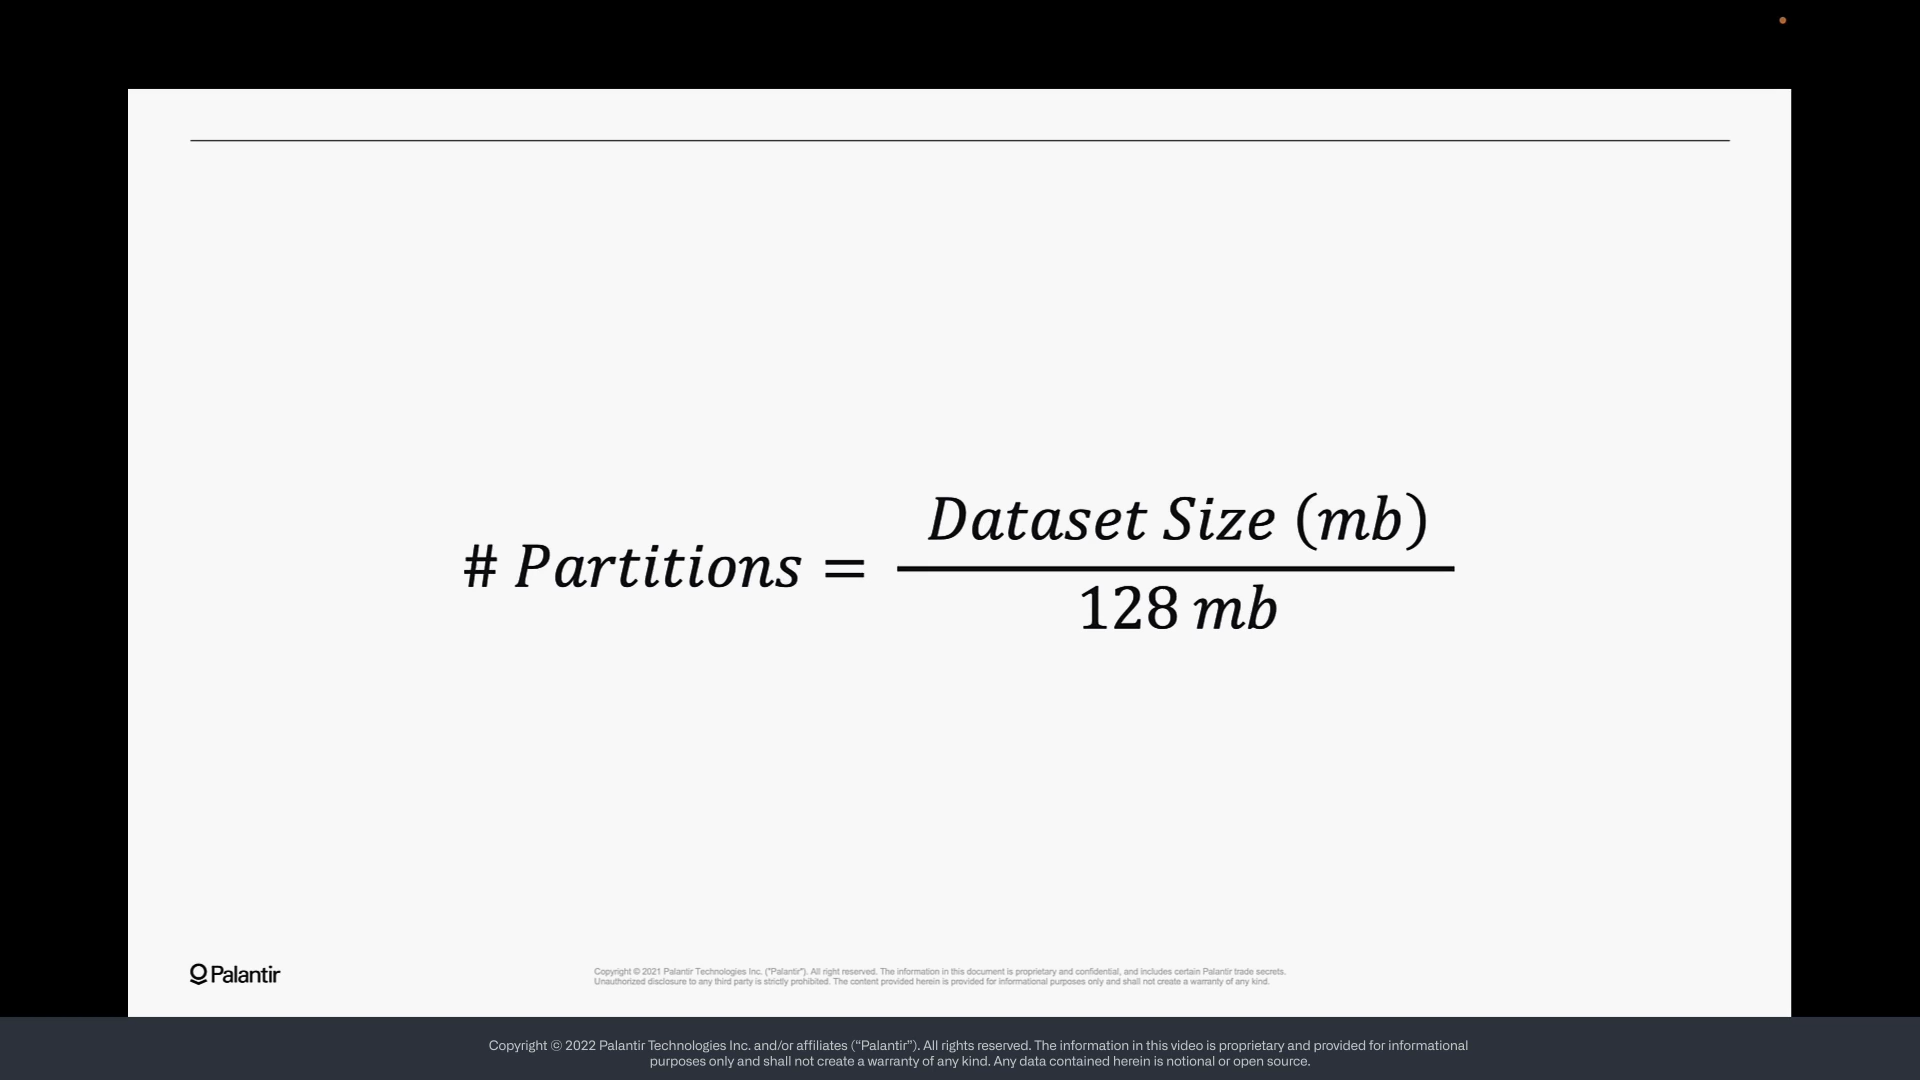 # Partitions = Dataset Size (mb)
128 mb
Palantir
Copyright © 2021 Palantir Technologies Inc. ("Palantir"). All right reserved. The information in this document is proprietary and confidential, and includes certain Palantir trade secrets.
Unauthorized disclosure to any third party is strictly prohibited. The content provided herein is provided for informational purposes only and shall not create a warranty of any kind.
Copyright © 2022 Palantir Technologies Inc. and/or affiliates (“Palantir”). All rights reserved. The information in this video is proprietary and provided for informational
purposes only and shall not create a warranty of any kind. Any data contained herein is notional or open source.